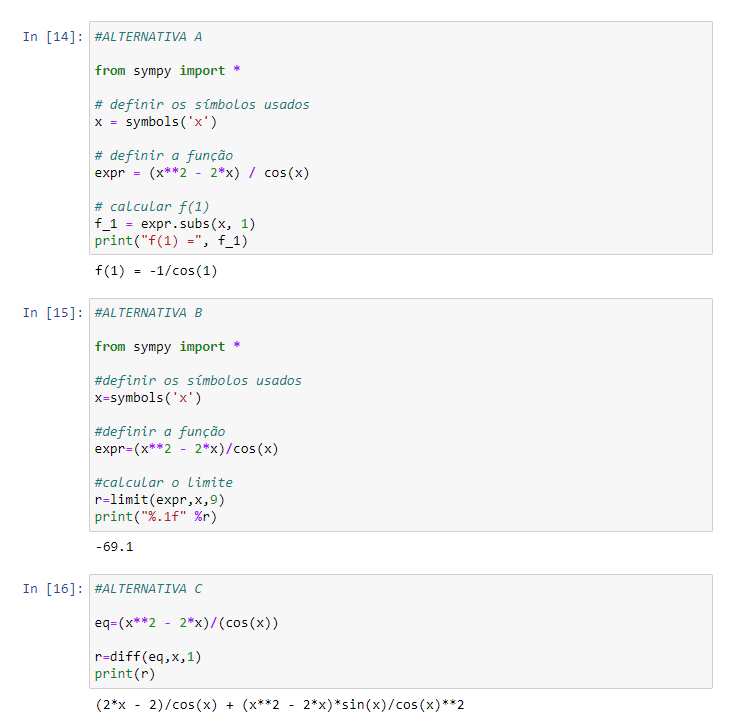 In [14]: #ALTERNATIVA A
from sympy import *
# definir os símbolos usados
x = symbols('x')
# definir a função
expr = (x**2 - 2*x) / cos(x)
# calcular f(1)
f_1 = expr.subs(x, 1)
print("f(1) =", f_1)
f(1) = -1/cos(1)
In [15]: #ALTERNATIVA B
from sympy import *
#definir os símbolos usados
x=symbols('x')
#definir a função
expr=(x**2 - 2*x)/cos(x)
#calcular o limite
r=limit(expr,x,9)
print("%.1f" %r)
-69.1
In [16]: #ALTERNATIVA C
eq=(x**2 - 2*x)/(cos(x))
r=diff(eq,x,1)
print(r)
(2*x - 2)/cos(x) + (x**2 - 2*x)*sin(x)/cos(x)**2